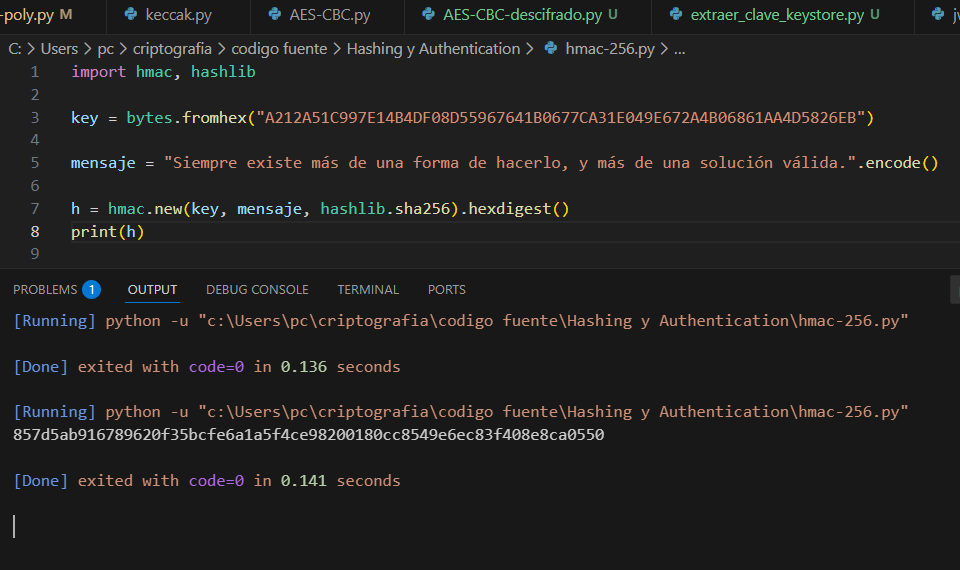 -poly.py M keccak.py AES-CBC.py AES-CBC-descifrado.py U extraer_clave_keystore.py U
C: > Users > pc > criptografia > codigo fuente > Hashing y Authentication > hmac-256.py > ...
1 import hmac, hashlib
2
3 key = bytes.fromhex("A212A51C997E14B4DF08D55967641B0677CA31E049E672A4B06861AA4D5826EB")
4
5 mensaje = "Siempre existe más de una forma de hacerlo, y más de una solución válida.".encode()
6
7 h = hmac.new(key, mensaje, hashlib.sha256).hexdigest()
8 print(h)
9
PROBLEMS 1 OUTPUT DEBUG CONSOLE TERMINAL PORTS
[Running] python -u "c:\Users\pc\criptografia\codigo fuente\Hashing y Authentication\hmac-256.py"
[Done] exited with code=0 in 0.136 seconds
[Running] python -u "c:\Users\pc\criptografia\codigo fuente\Hashing y Authentication\hmac-256.py"
857d5ab916789620f35bcfe6a1a5f4ce98200180cc8549e6ec83f408e8ca0550
[Done] exited with code=0 in 0.141 seconds